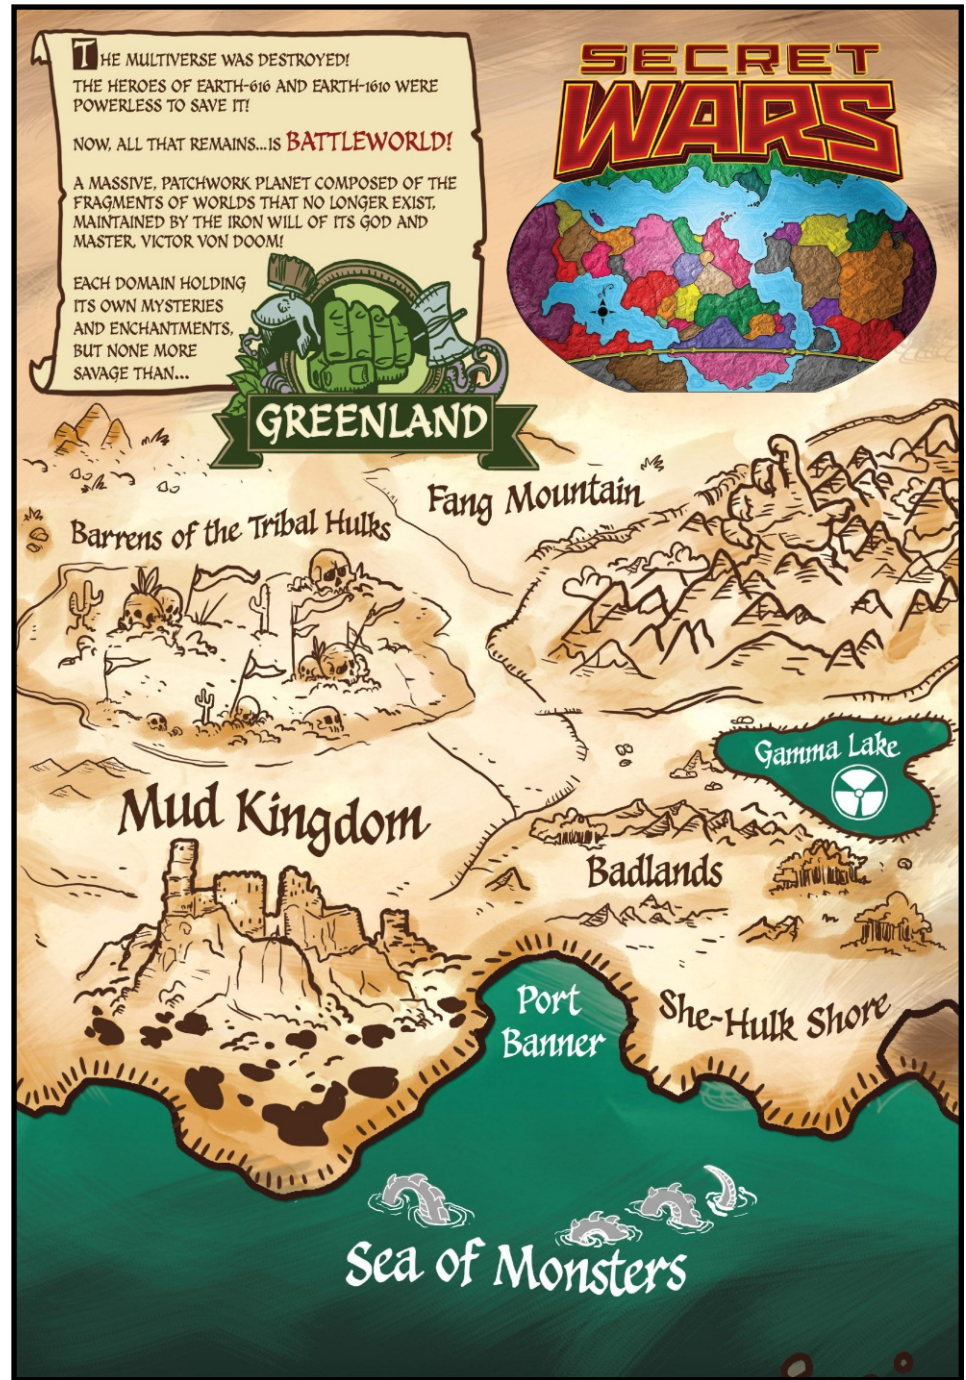 THE MULTIVERSE WAS DESTROYED!
THE HEROES OF EARTH-616 AND EARTH-1610 WERE
POWERLESS TO SAVE IT!
NOW, ALL THAT REMAINS...IS BATTLEWORLD!
A MASSIVE, PATCHWORK PLANET COMPOSED OF THE
FRAGMENTS OF WORLDS THAT NO LONGER EXIST,
MAINTAINED BY THE IRON WILL OF ITS GOD AND
MASTER, VICTOR VON DOOM!
EACH DOMAIN HOLDING
ITS OWN MYSTERIES
AND ENCHANTMENTS,
BUT NONE MORE
SAVAGE THAN...
GREENLAND
SECRET
WARS
Fang Mountain
Barrens of the Tribal Hulks
Gamma Lake
Mud Kingdom
Badlands
Port
Banner
She-Hulk Shore
Sea of Monsters